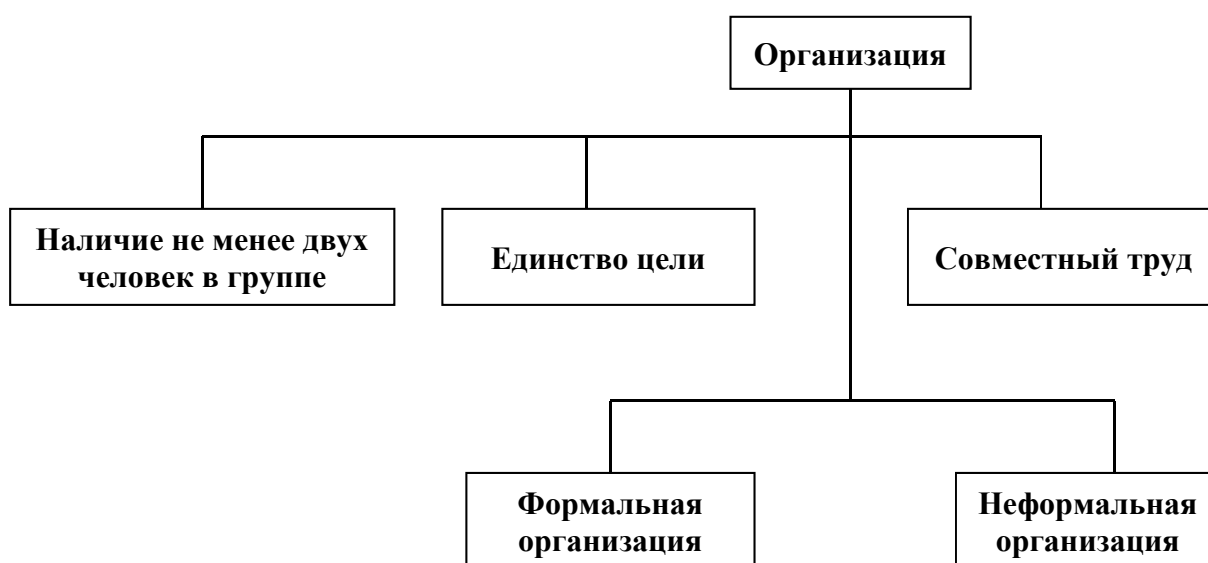 Организация
Наличие не менее двух
человек в группе
Единство цели
Совместный труд
Формальная
организация
Неформальная
организация